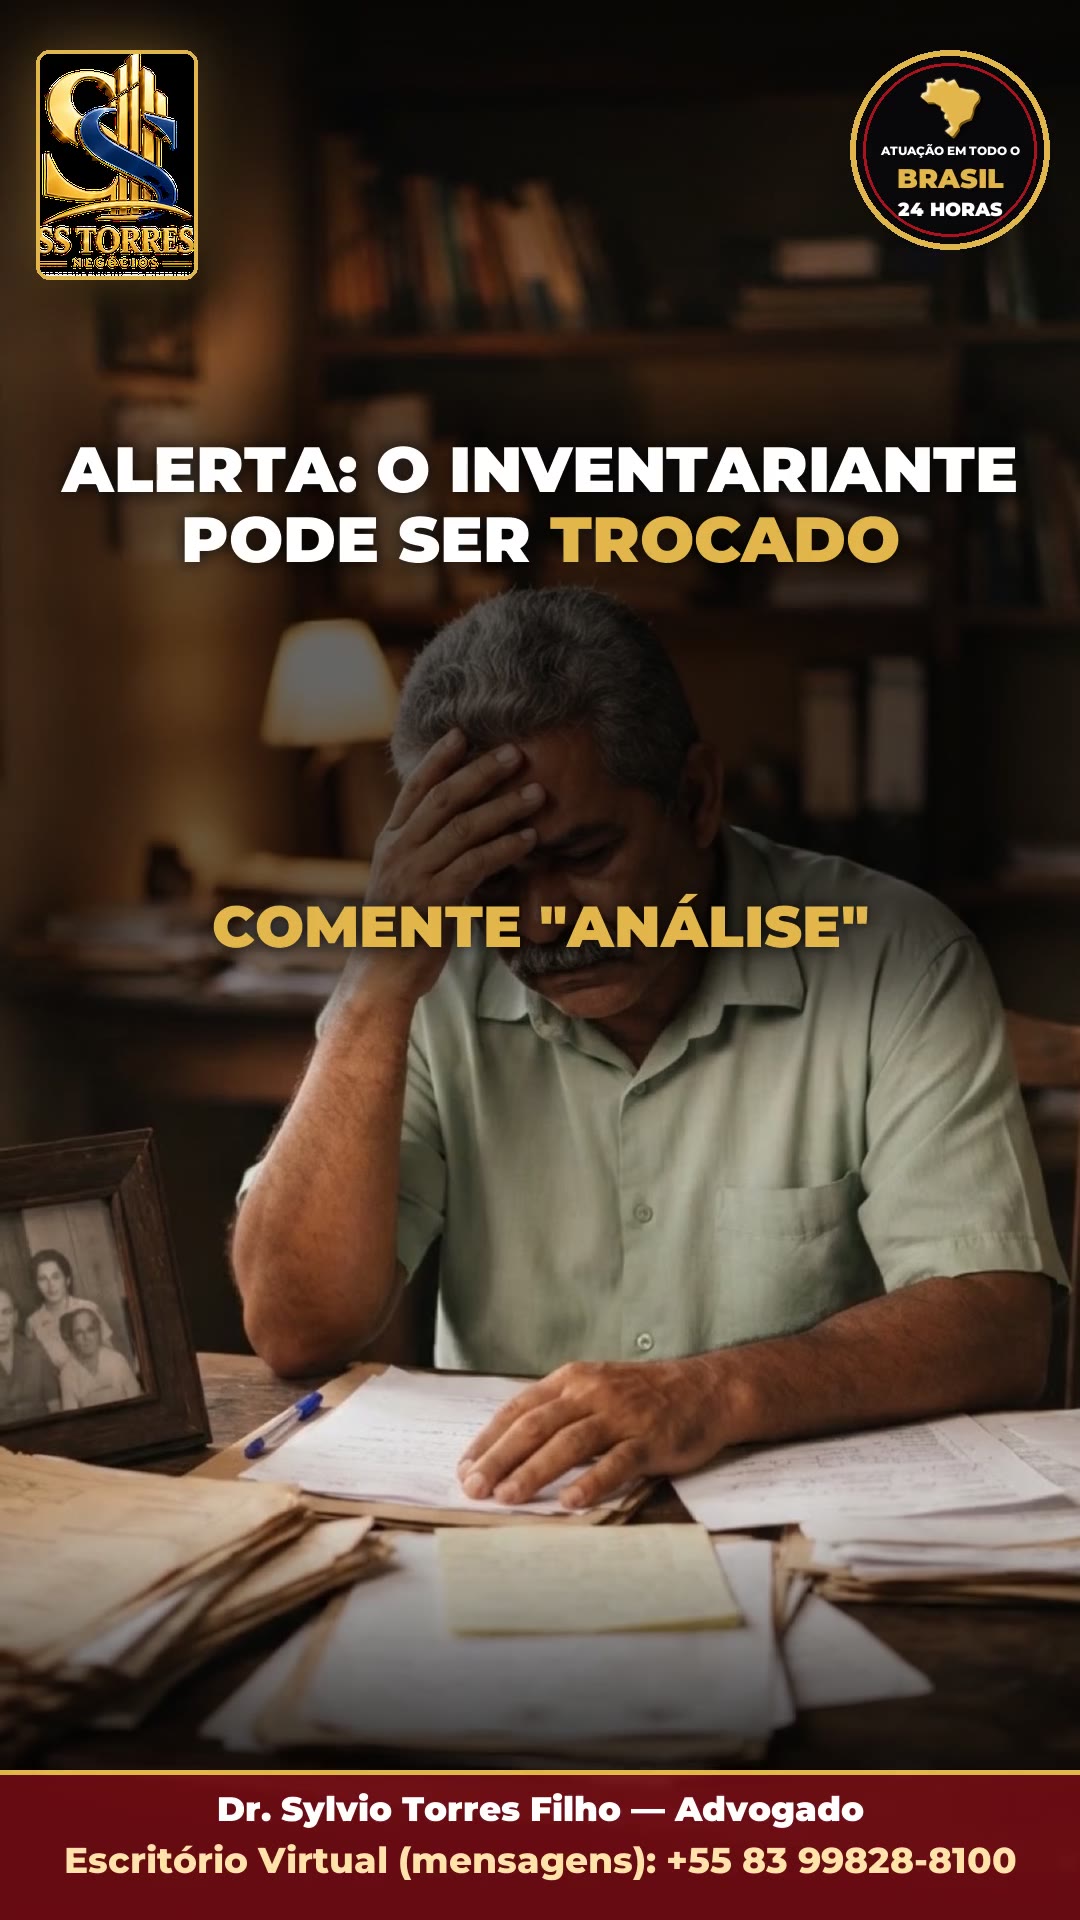 SS TORRES
NEGÓCIOS
ATUAÇÃO EM TODO O
BRASIL
24 HORAS
ALERTA: O INVENTARIANTE
PODE SER TROCADO
COMENTE "ANÁLISE"
Dr. Sylvio Torres Filho — Advogado
Escritório Virtual (mensagens): +55 83 99828-8100